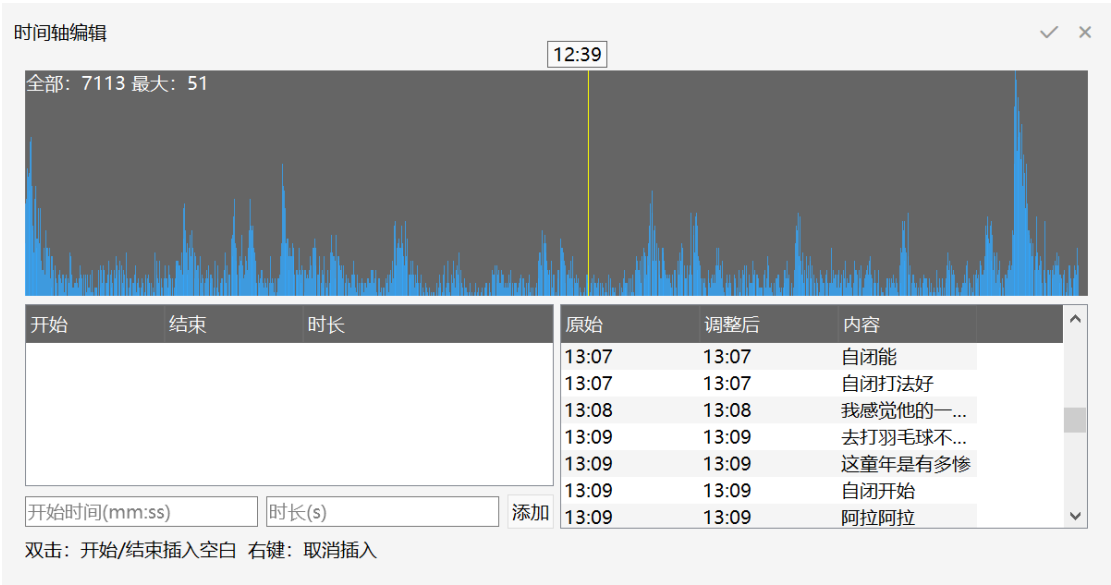 时间轴编辑
12:39
全部：7113 最大：51
开始 结束 时长
原始 调整后 内容
13:07 13:07 自闭能
13:07 13:07 自闭打法好
13:08 13:08 我感觉他的一...
13:09 13:09 去打羽毛球不...
13:09 13:09 这童年是有多惨
13:09 13:09 自闭开始
13:09 13:09 阿拉阿拉
开始时间(mm:ss) 时长(s) 添加
双击：开始/结束插入空白 右键：取消插入